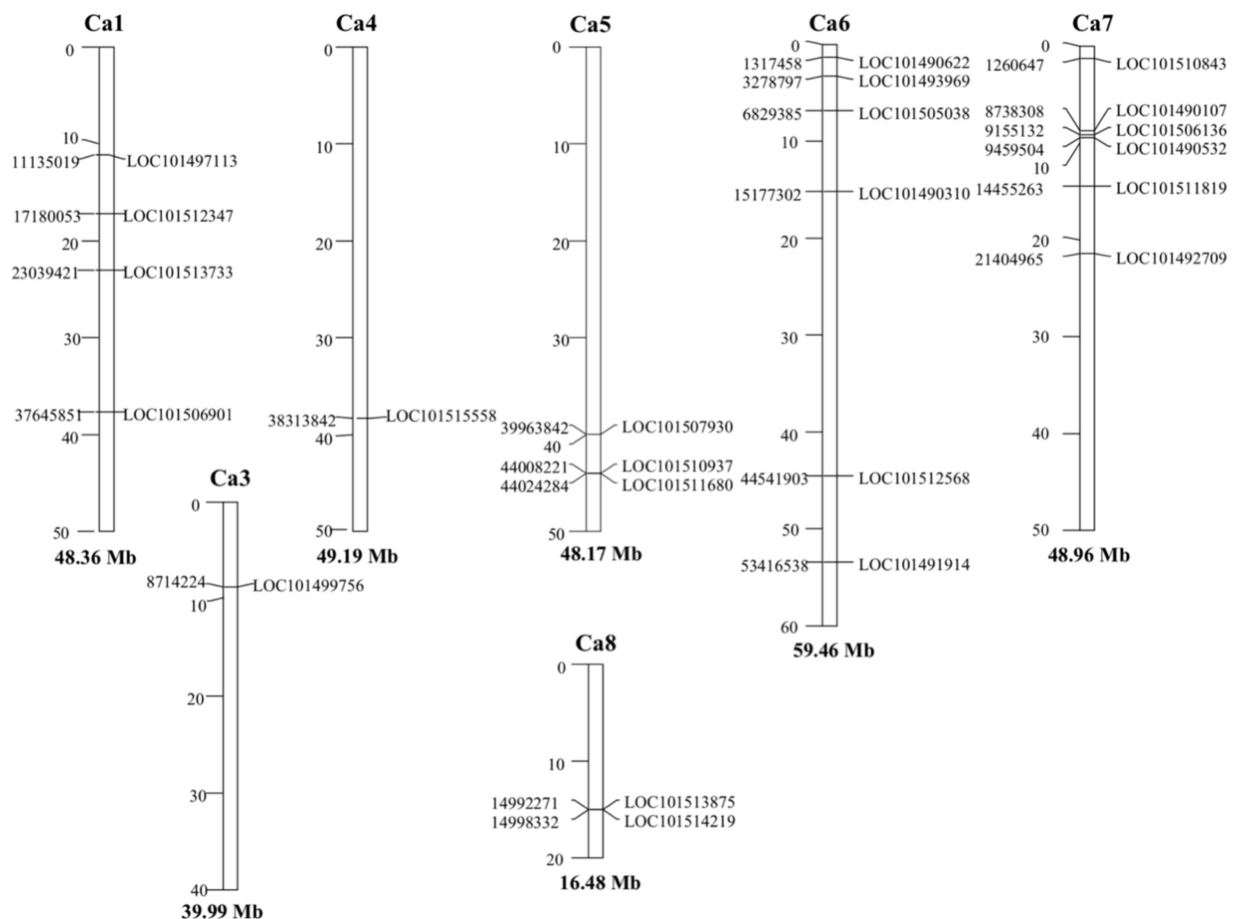 Ca1
0
10
11135019 LOC101497113
17180053 LOC101512347
20
23039421 LOC101513733
30
37645851 LOC101506901
40
50
48.36 Mb
Ca4
0
10
20
30
38313842 LOC101515558
40
50
49.19 Mb
Ca5
0
10
20
30
39963842 LOC101507930
40
44008221 LOC101510937
44024284 LOC101511680
50
48.17 Mb
Ca6
0
1317458 LOC101490622
3278797 LOC101493969
6829385 LOC101505038
10
15177302 LOC101490310
20
30
40
44541903 LOC101512568
50
53416538 LOC101491914
60
59.46 Mb
Ca7
0
1260647 LOC101510843
8738308 LOC101490107
9155132 LOC101506136
9459504 LOC101490532
10
14455263 LOC101511819
20
21404965 LOC101492709
30
40
50
48.96 Mb
Ca3
0
8714224 LOC101499756
10
20
30
40
39.99 Mb
Ca8
0
10
14992271 LOC101513875
14998332 LOC101514219
20
16.48 Mb